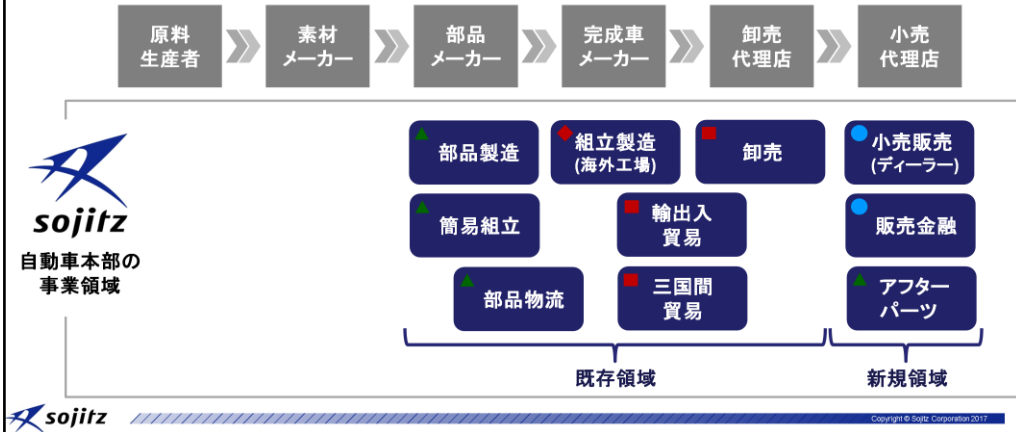 原料
生産者
素材
メーカー
部品
メーカー
完成車
メーカー
卸売
代理店
小売
代理店
sojitz
自動車本部の
事業領域
部品製造
組立製造
(海外工場)
卸売
小売販売
(ディーラー)
簡易組立
輸出入
貿易
販売金融
部品物流
三国間
貿易
アフター
パーツ
既存領域
新規領域
sojitz
Copyright © Sojitz Corporation 2017